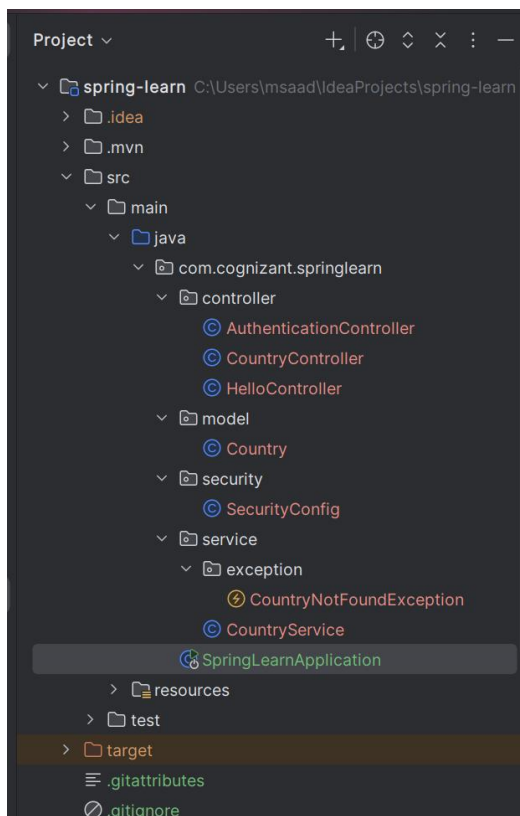 Project
spring-learn C:\Users\msaad\IdeaProjects\spring-learn
.idea
.mvn
src
main
java
com.cognizant.springlearn
controller
AuthenticationController
CountryController
HelloController
model
Country
security
SecurityConfig
service
exception
CountryNotFoundException
CountryService
SpringLearnApplication
resources
test
target
.gitattributes
.gitignore